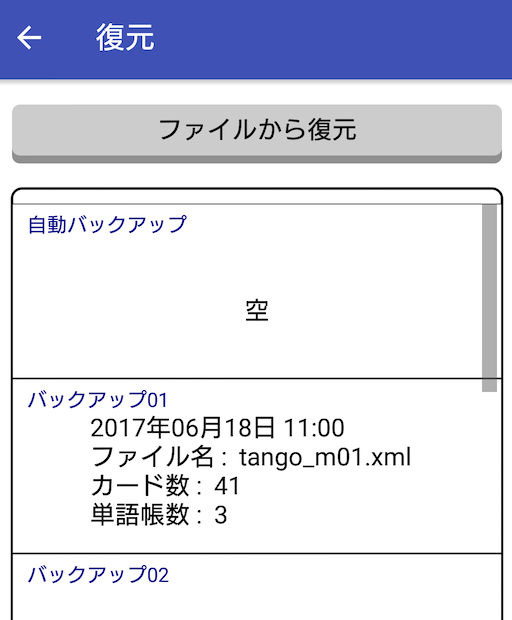 復元
ファイルから復元
自動バックアップ
空
バックアップ01
2017年06月18日 11:00
ファイル名 : tango_m01.xml
カード数 : 41
単語帳数 : 3
バックアップ02